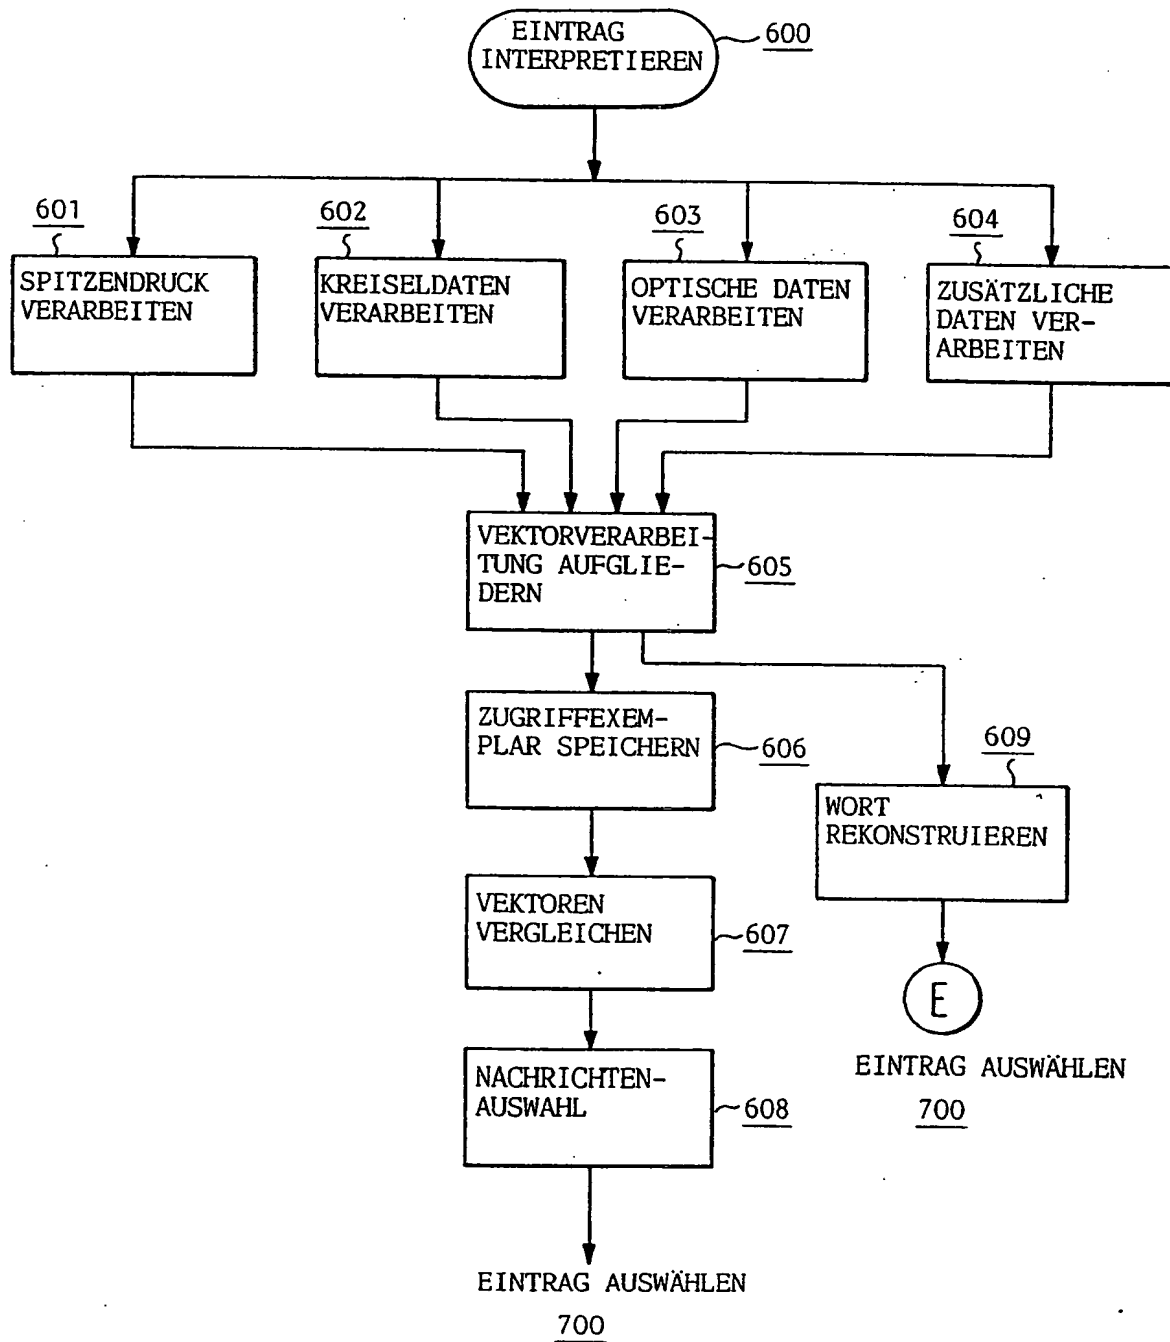 EINTRAG
INTERPRETIEREN
600
601
602
603
604
SPITZENDRUCK
VERARBEITEN
KREISELDATEN
VERARBEITEN
OPTISCHE DATEN
VERARBEITEN
ZUSÄTZLICHE
DATEN VER-
ARBEITEN
VEKTORVERARBEI-
TUNG AUFGLIE-
DERN
605
ZUGRIFFEXEM-
PLAR SPEICHERN
606
609
WORT
REKONSTRUIEREN
VEKTOREN
VERGLEICHEN
607
E
EINTRAG AUSWÄHLEN
700
NACHRICHTEN-
AUSWAHL
608
EINTRAG AUSWÄHLEN
700